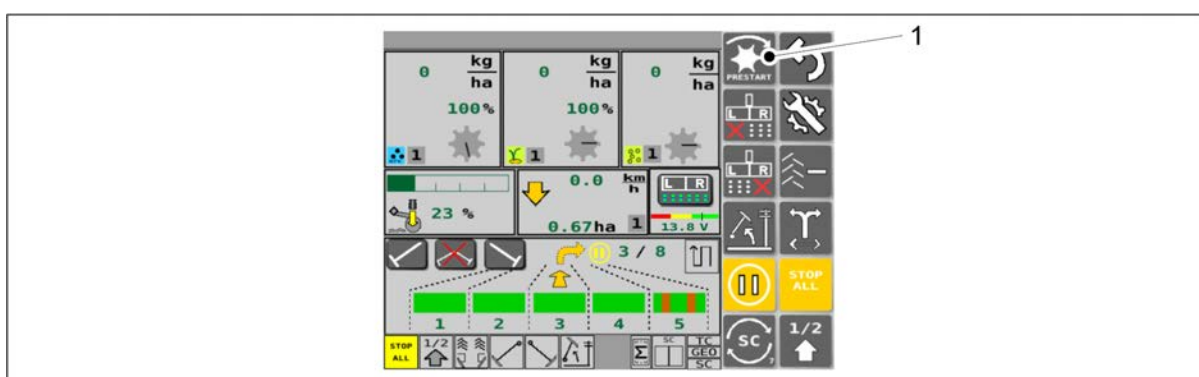 1
kg
0
ha
100%
1
kg
0
ha
100%
1
kg
0
ha
1
PRESTART
L R
L R
23 %
0.0 km
h
0.67ha 1
L R
13.8 V
3 / 8
1 2 3 4 5
STOP
ALL
STOP
ALL
1/2
Σ
SC
TC
GEO
SC
SC
7
1/2